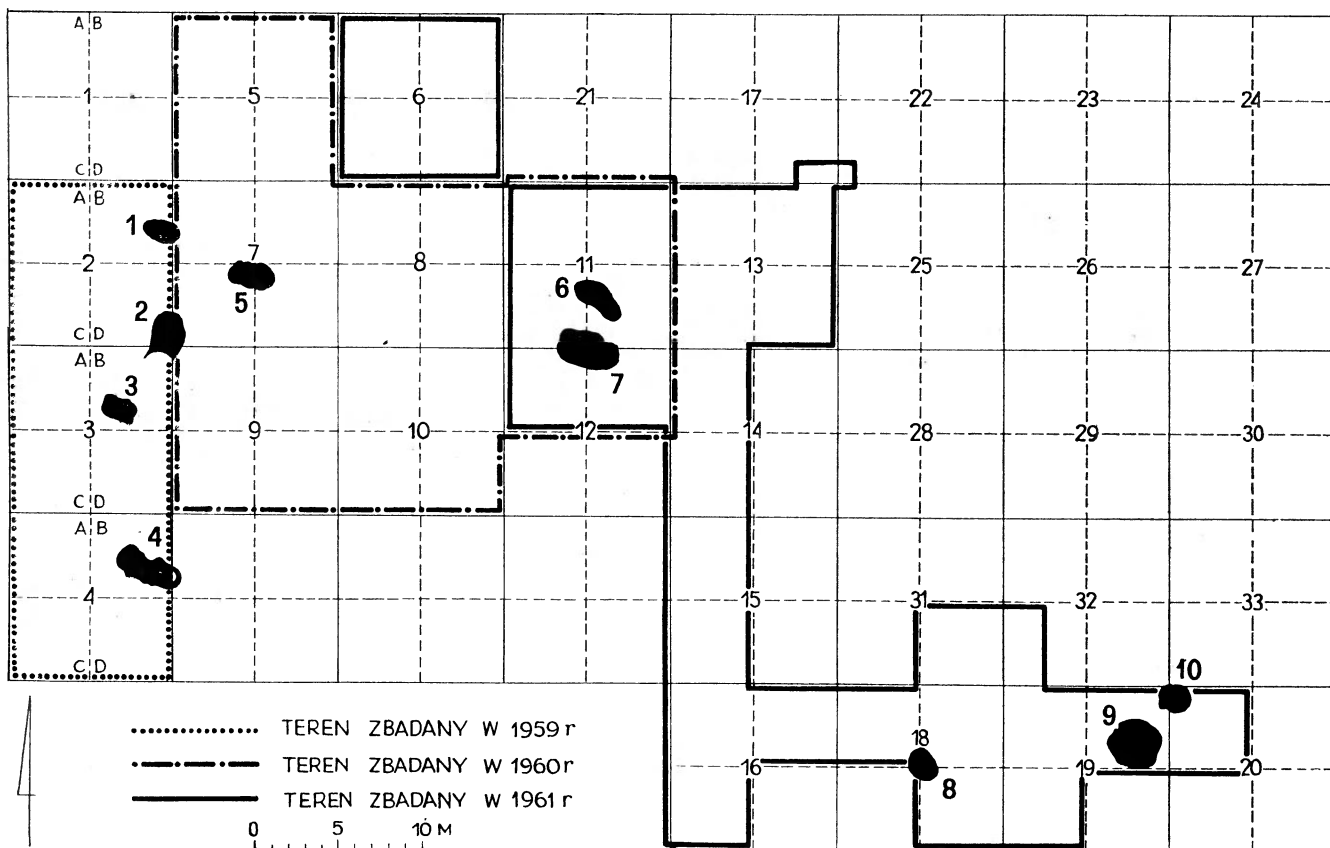 A B
1 5 6 21 17 22 23 24
C D
A B
1
2 7 8 11 13 25 26 27
5
6
2
C D
A B
7
3
3 9 10 12 14 28 29 30
C D
A B
4
4 15 31 32 33
C D
10
9
TEREN ZBADANY W 1959 r
18
TEREN ZBADANY W 1960 r
16 19 20
8
TEREN ZBADANY W 1961 r
0 5 10 M